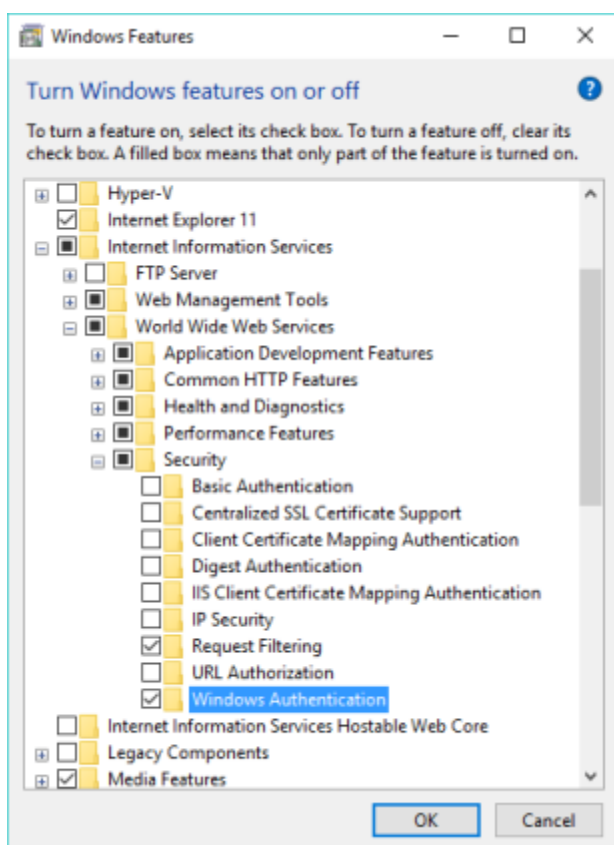 Windows Features
Turn Windows features on or off
To turn a feature on, select its check box. To turn a feature off, clear its
check box. A filled box means that only part of the feature is turned on.
Hyper-V
Internet Explorer 11
Internet Information Services
FTP Server
Web Management Tools
World Wide Web Services
Application Development Features
Common HTTP Features
Health and Diagnostics
Performance Features
Security
Basic Authentication
Centralized SSL Certificate Support
Client Certificate Mapping Authentication
Digest Authentication
IIS Client Certificate Mapping Authentication
IP Security
Request Filtering
URL Authorization
Windows Authentication
Internet Information Services Hostable Web Core
Legacy Components
Media Features
OK Cancel